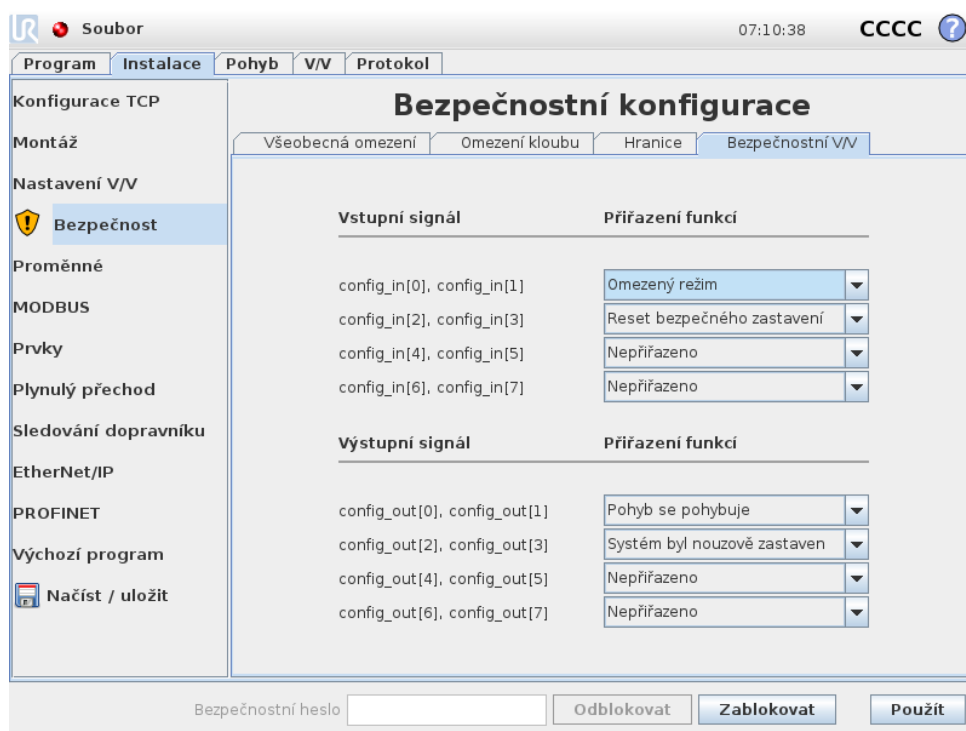 UR Soubor 07:10:38 CCCC ?
Program Instalace Pohyb V/V Protokol
Konfigurace TCP
Montáž
Nastavení V/V
Bezpečnost
Proměnné
MODBUS
Prvky
Plynulý přechod
Sledování dopravníku
EtherNet/IP
PROFINET
Výchozí program
Načíst / uložit
Bezpečnostní konfigurace
Všeobecná omezení Omezení kloubu Hranice Bezpečnostní V/V
Vstupní signál Přiřazení funkcí
config_in[0], config_in[1] Omezený režim
config_in[2], config_in[3] Reset bezpečného zastavení
config_in[4], config_in[5] Nepřiřazeno
config_in[6], config_in[7] Nepřiřazeno
Výstupní signál Přiřazení funkcí
config_out[0], config_out[1] Pohyb se pohybuje
config_out[2], config_out[3] Systém byl nouzově zastaven
config_out[4], config_out[5] Nepřiřazeno
config_out[6], config_out[7] Nepřiřazeno
Bezpečnostní heslo Odblokovat Zablokovat Použít